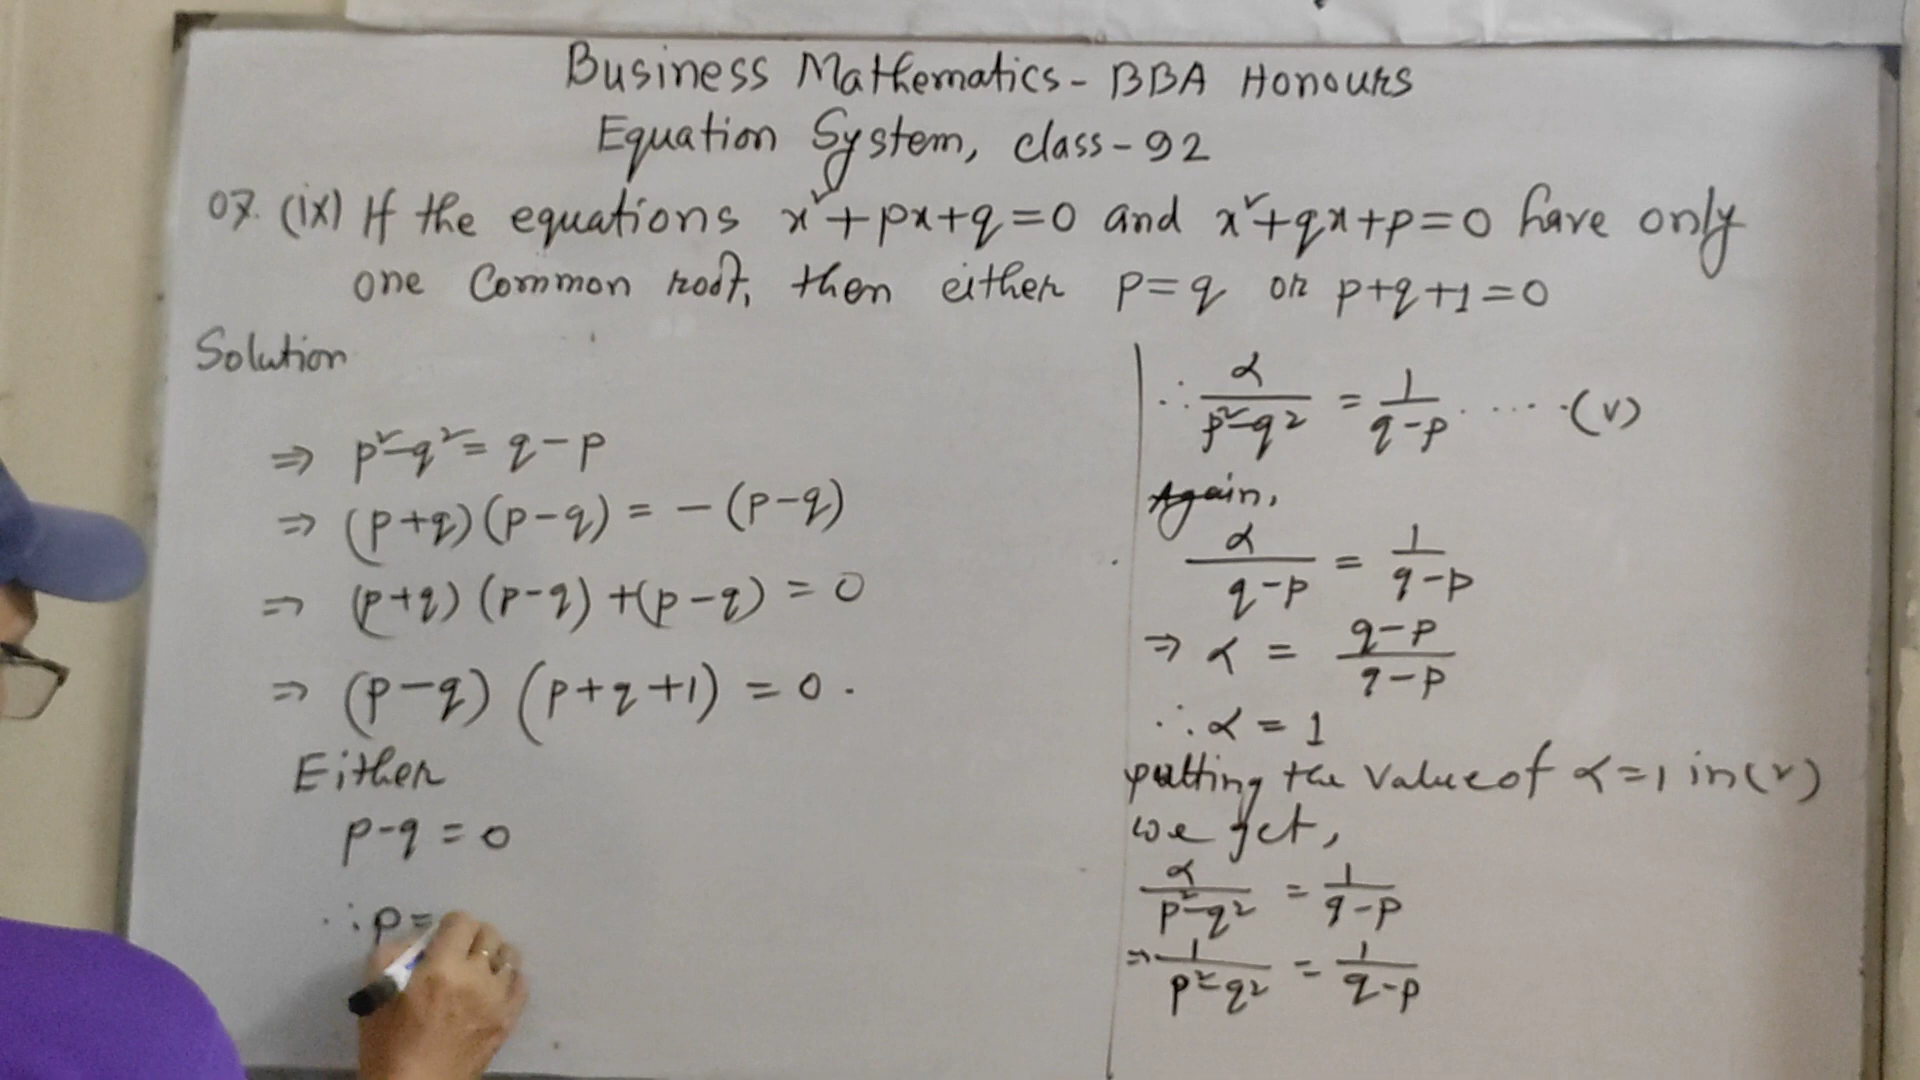 Business Mathematics - BBA Honours
Equation System, class - 92
07. (ix) If the equations x²+px+q=0 and x²+qx+p=0 have only
one common root, then either p=q or p+q+1=0
Solution
⇒ p²-q² = q-p
⇒ (p+q)(p-q) = -(p-q)
⇒ (p+q)(p-q)+(p-q) = 0
⇒ (p-q)(p+q+1) = 0.
Either
p-q=0
∴ p=
∴ α/(p²-q²) = 1/(q-p) ..... (v)
Again,
α/(q-p) = 1/(q-p)
⇒ α = (q-p)/(q-p)
∴ α = 1
putting the value of α=1 in (v)
we get,
α/(p²-q²) = 1/(q-p)
⇒ 1/(p²-q²) = 1/(q-p)